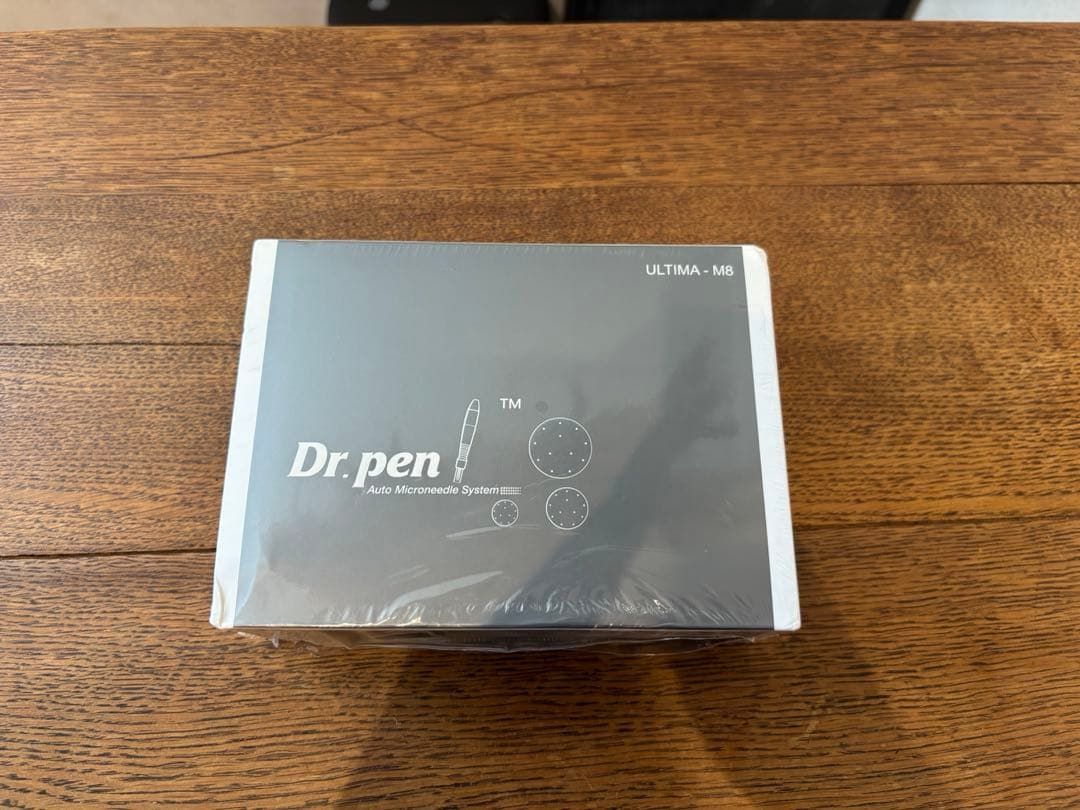 ULTIMA - M8
TM
Dr. pen
Auto Microneedle System